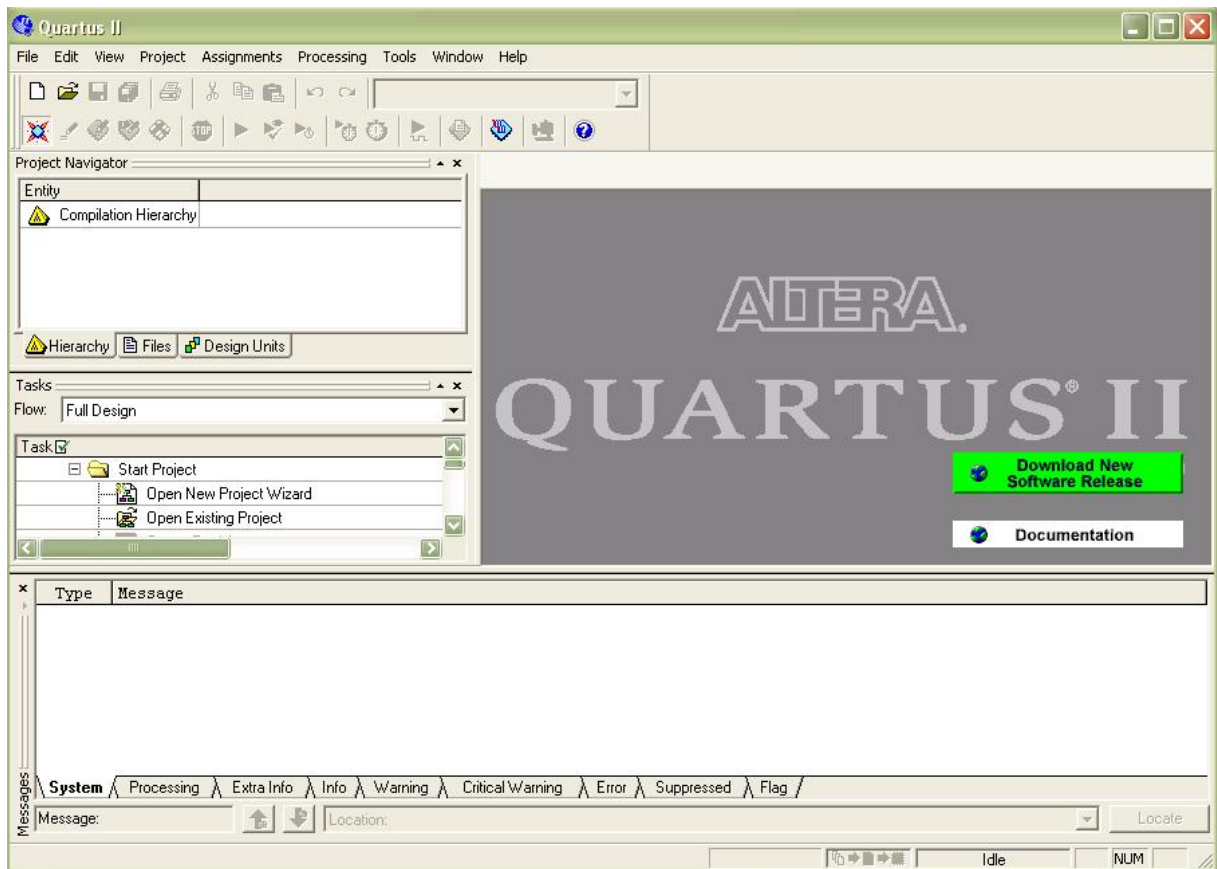 Quartus II
File Edit View Project Assignments Processing Tools Window Help
STOP
Project Navigator
Entity
Compilation Hierarchy
Hierarchy Files Design Units
Tasks
Flow: Full Design
Task
Start Project
Open New Project Wizard
Open Existing Project
ALTERA.
QUARTUS® II
Download New
Software Release
Documentation
Type Message
System Processing Extra Info Info Warning Critical Warning Error Suppressed Flag
Messages
Message: Location: Locate
Idle NUM